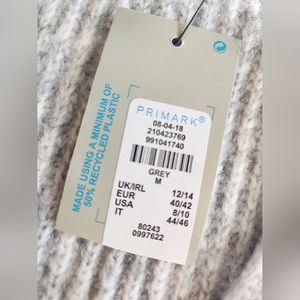 MADE USING A MINIMUM OF
50% RECYCLED PLASTIC
PRIMARK®
08-04-18
210423769
991041740
GREY
M
UK/IRL 12/14
EUR 40/42
USA 8/10
IT 44/46
80243
0997622